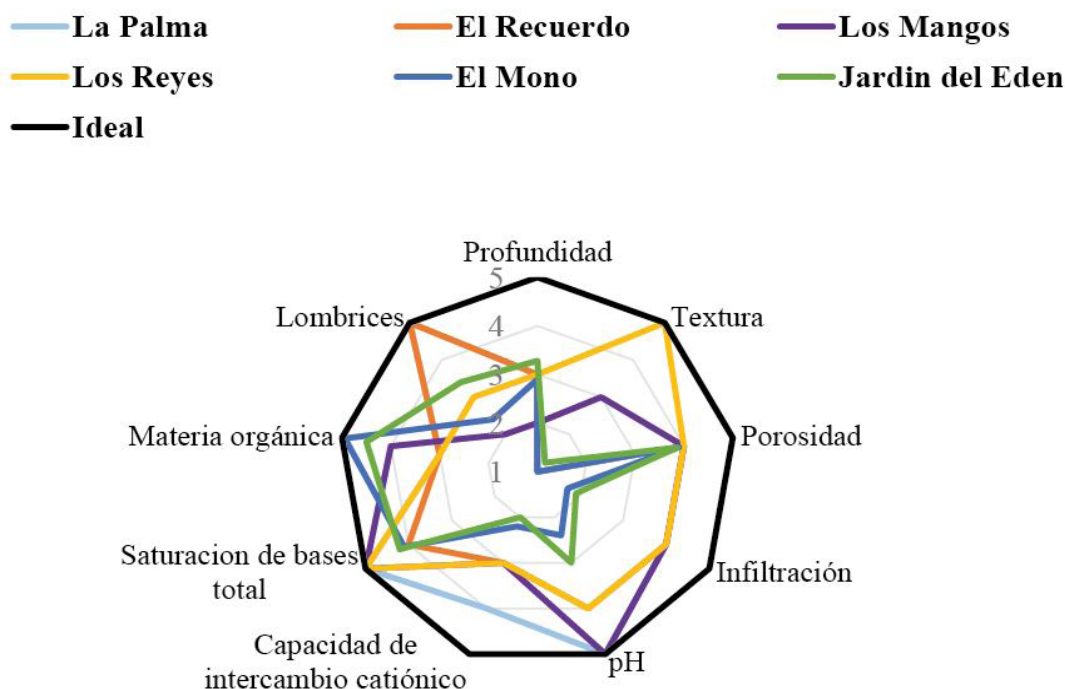 La Palma
El Recuerdo
Los Mangos
Los Reyes
El Mono
Jardin del Eden
Ideal
Profundidad
5
Lombrices
Textura
4
3
Materia orgánica
2
Porosidad
1
Saturacion de bases
total
Infiltración
Capacidad de
intercambio catiónico
pH